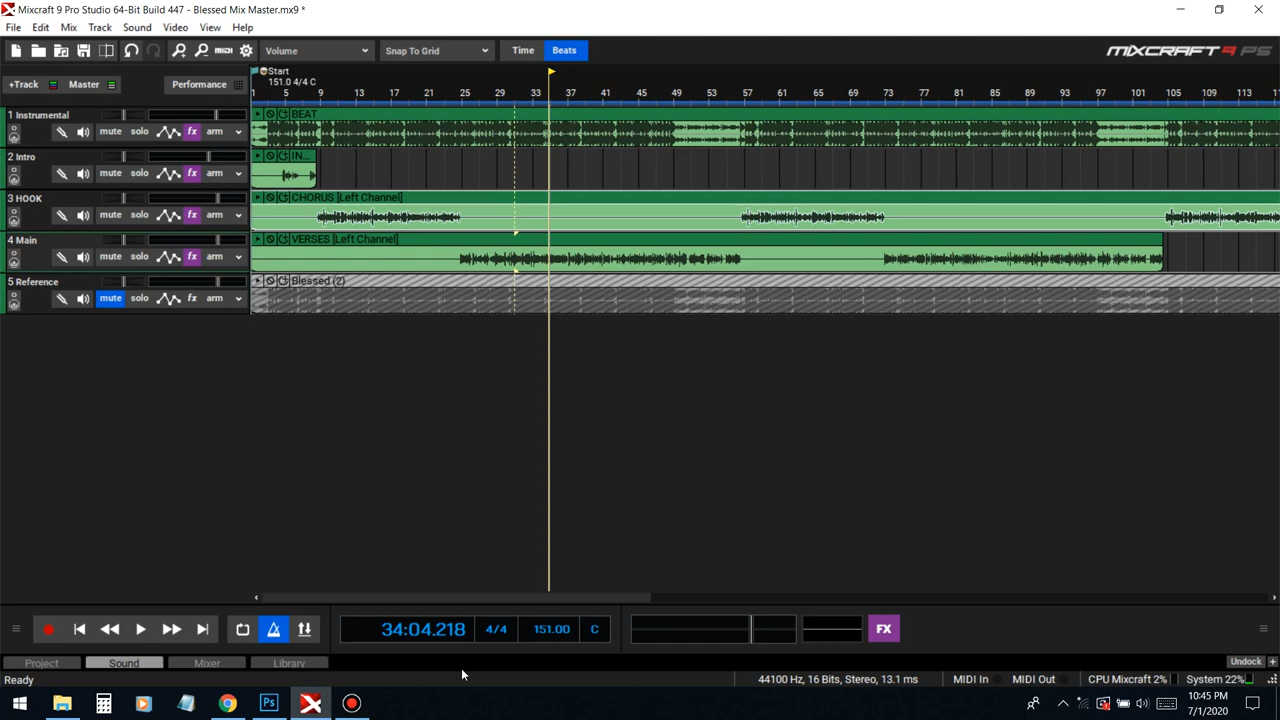 Mixcraft 9 Pro Studio 64-Bit Build 447 - Blessed Mix Master.mx9 *
File Edit Mix Track Sound Video View Help
MIDI Volume Snap To Grid Time Beats MIXCRAFT 9 PS
+Track Master Performance
Start
151.0 4/4 C
1 5 9 13 17 21 25 29 33 37 41 45 49 53 57 61 65 69 73 77 81 85 89 93 97 101 105 109 113
1 Instrumental
mute solo fx arm
BEAT
2 Intro
mute solo fx arm
IN...
3 HOOK
mute solo fx arm
CHORUS [Left Channel]
4 Main
mute solo fx arm
VERSES [Left Channel]
5 Reference
mute solo fx arm
Blessed (2)
34:04.218 4/4 151.00 C FX
Project Sound Mixer Library Undock +
Ready 44100 Hz, 16 Bits, Stereo, 13.1 ms MIDI In MIDI Out CPU Mixcraft 2% System 22%
Ps
10:45 PM
7/1/2020